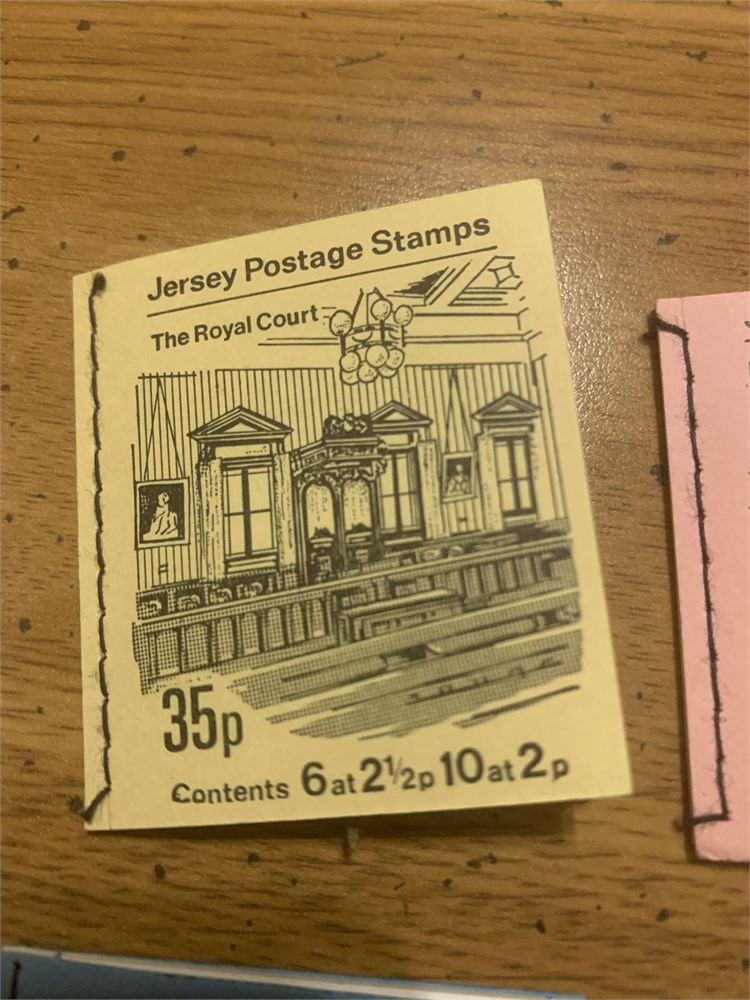 Jersey Postage Stamps
The Royal Court
35p
Contents 6 at 2½p 10 at 2p